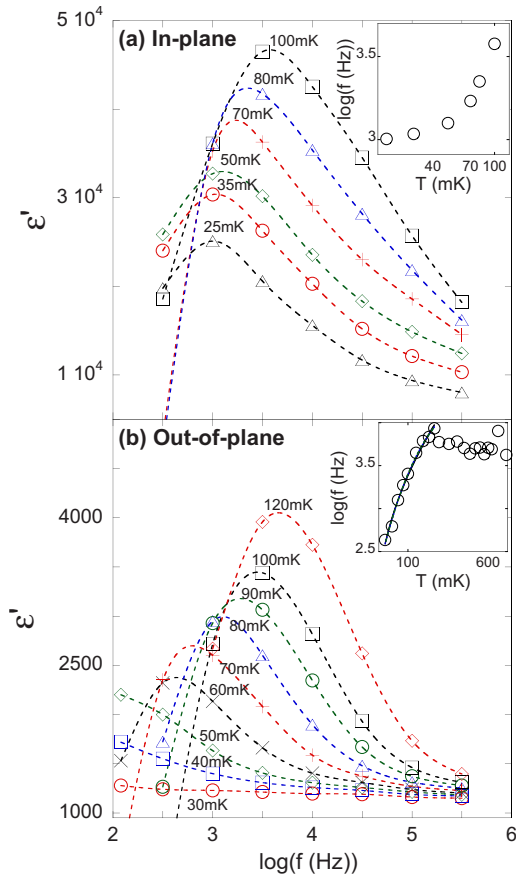 (a) In-plane
ε'
5 10⁴
3 10⁴
1 10⁴
100mK
80mK
70mK
50mK
35mK
25mK
log(f (Hz))
3.5
3
40
70
100
T (mK)
(b) Out-of-plane
ε'
4000
2500
1000
120mK
100mK
90mK
80mK
70mK
60mK
50mK
40mK
30mK
log(f (Hz))
3.5
2.5
100
600
T (mK)
2
3
4
5
6
log(f (Hz))